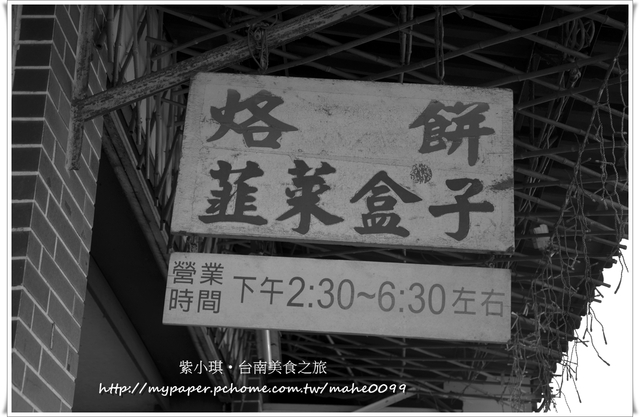 烙餅
韮菜盒子
營業時間 下午2:30~6:30左右
紫小琪•台南美食之旅
http://mypaper.pchome.com.tw/mahe0099